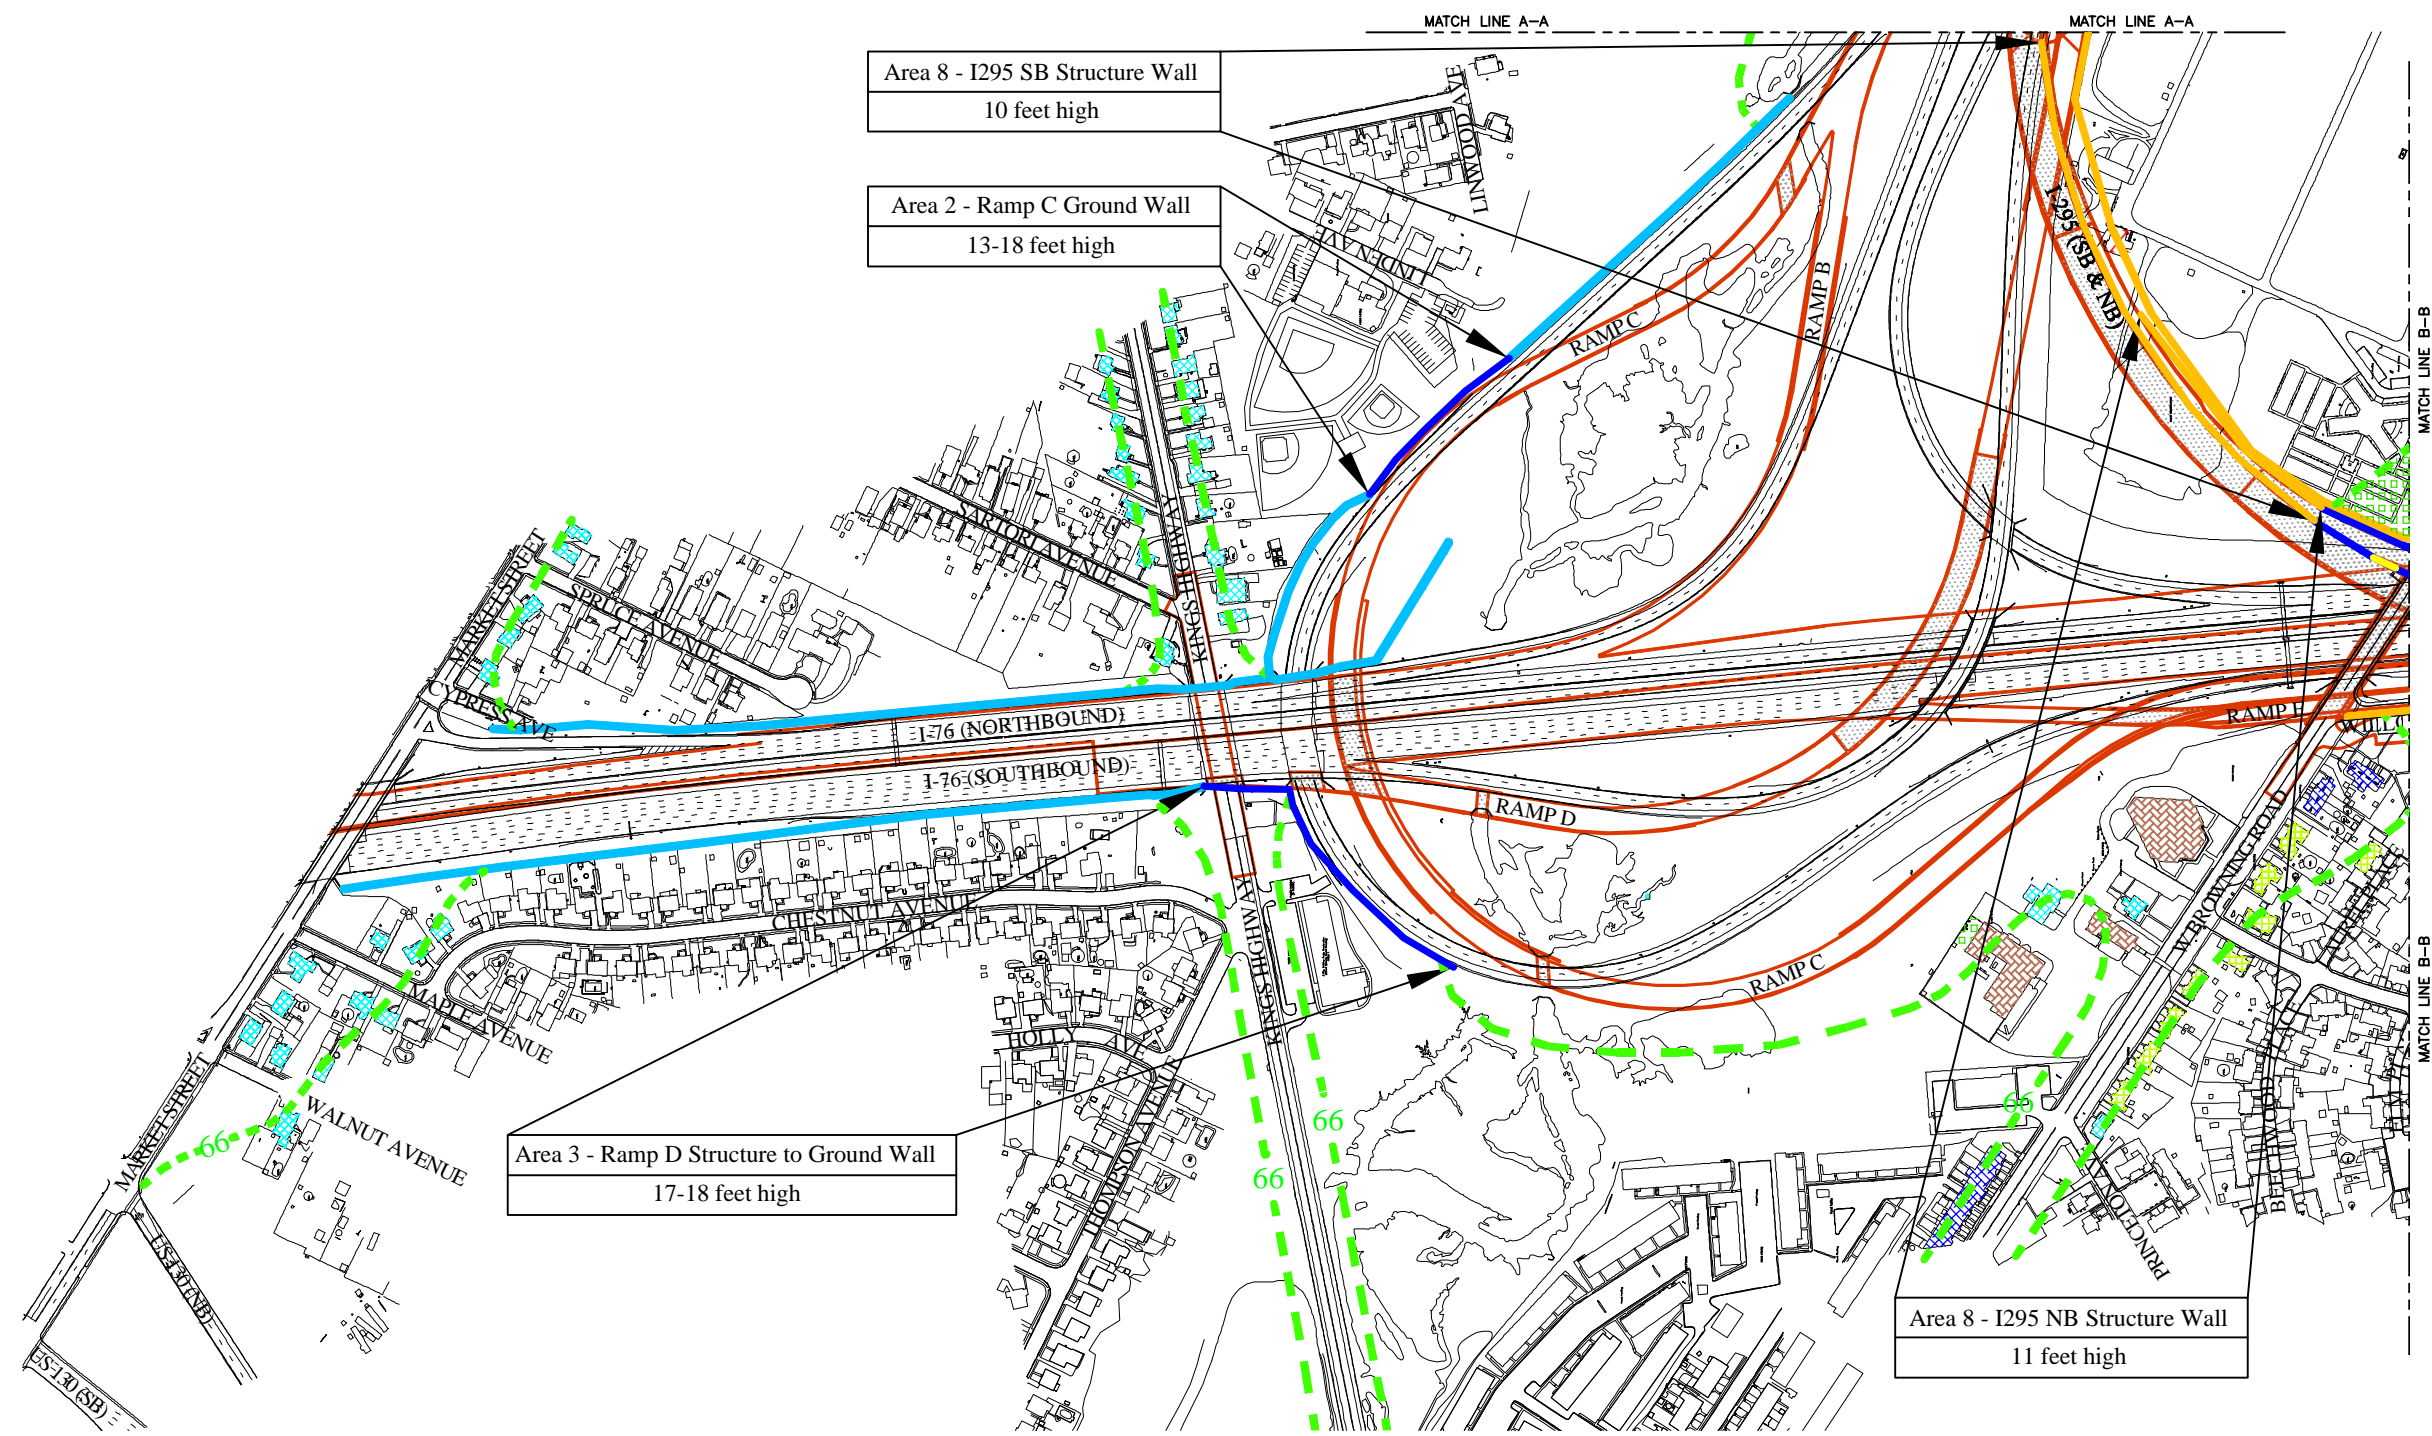 MATCH LINE A-A
MATCH LINE A-A
Area 8 - I295 SB Structure Wall
10 feet high
LINWOOD AVE
Area 2 - Ramp C Ground Wall
13-18 feet high
LINDEN AVE
I-295 (SB & NB)
RAMP B
RAMP C
MATCH LINE B-B
KINGS HIGHWAY
SARTORI AVENUE
MARKET STREET
SPRUCE AVENUE
CYPRESS AVE
I-76 (NORTHBOUND)
I-76 (SOUTHBOUND)
RAMP E
RAMP D
W BROWNING ROAD
CHESTNUT AVENUE
KINGS HIGHWAY
RAMP C
MAPLE AVENUE
HOLLY AVE
MATCH LINE B-B
MARKET STREET
WALNUT AVENUE
66
66
66
66
THOMPSON AVENUE
BEECHWOOD PLACE
Area 3 - Ramp D Structure to Ground Wall
17-18 feet high
US-130 (NB)
Area 8 - I295 NB Structure Wall
11 feet high
US-130 (SB)